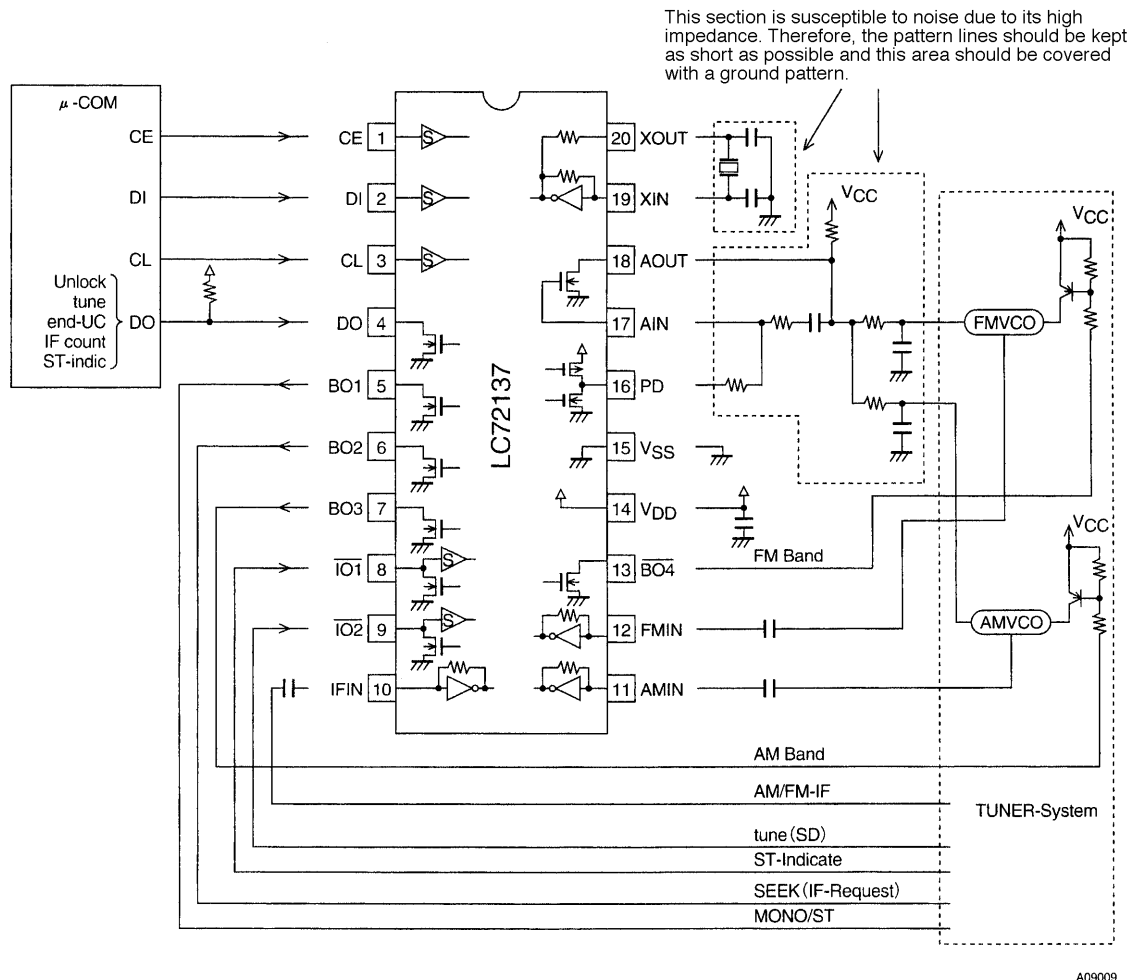 This section is susceptible to noise due to its high
impedance. Therefore, the pattern lines should be kept
as short as possible and this area should be covered
with a ground pattern.
μ-COM
CE
DI
CL
Unlock
tune
end-UC
IF count
ST-indic
DO
CE 1
DI 2
CL 3
DO 4
BO1 5
BO2 6
BO3 7
IO1 8
IO2 9
IFIN 10
S
S
S
S
S
LC72137
20 XOUT
19 XIN
18 AOUT
17 AIN
16 PD
15 VSS
14 VDD
13 BO4
12 FMIN
11 AMIN
VCC
VCC
FMVCO
FM Band
VCC
AMVCO
AM Band
AM/FM-IF
TUNER-System
tune (SD)
ST-Indicate
SEEK (IF-Request)
MONO/ST
A09009